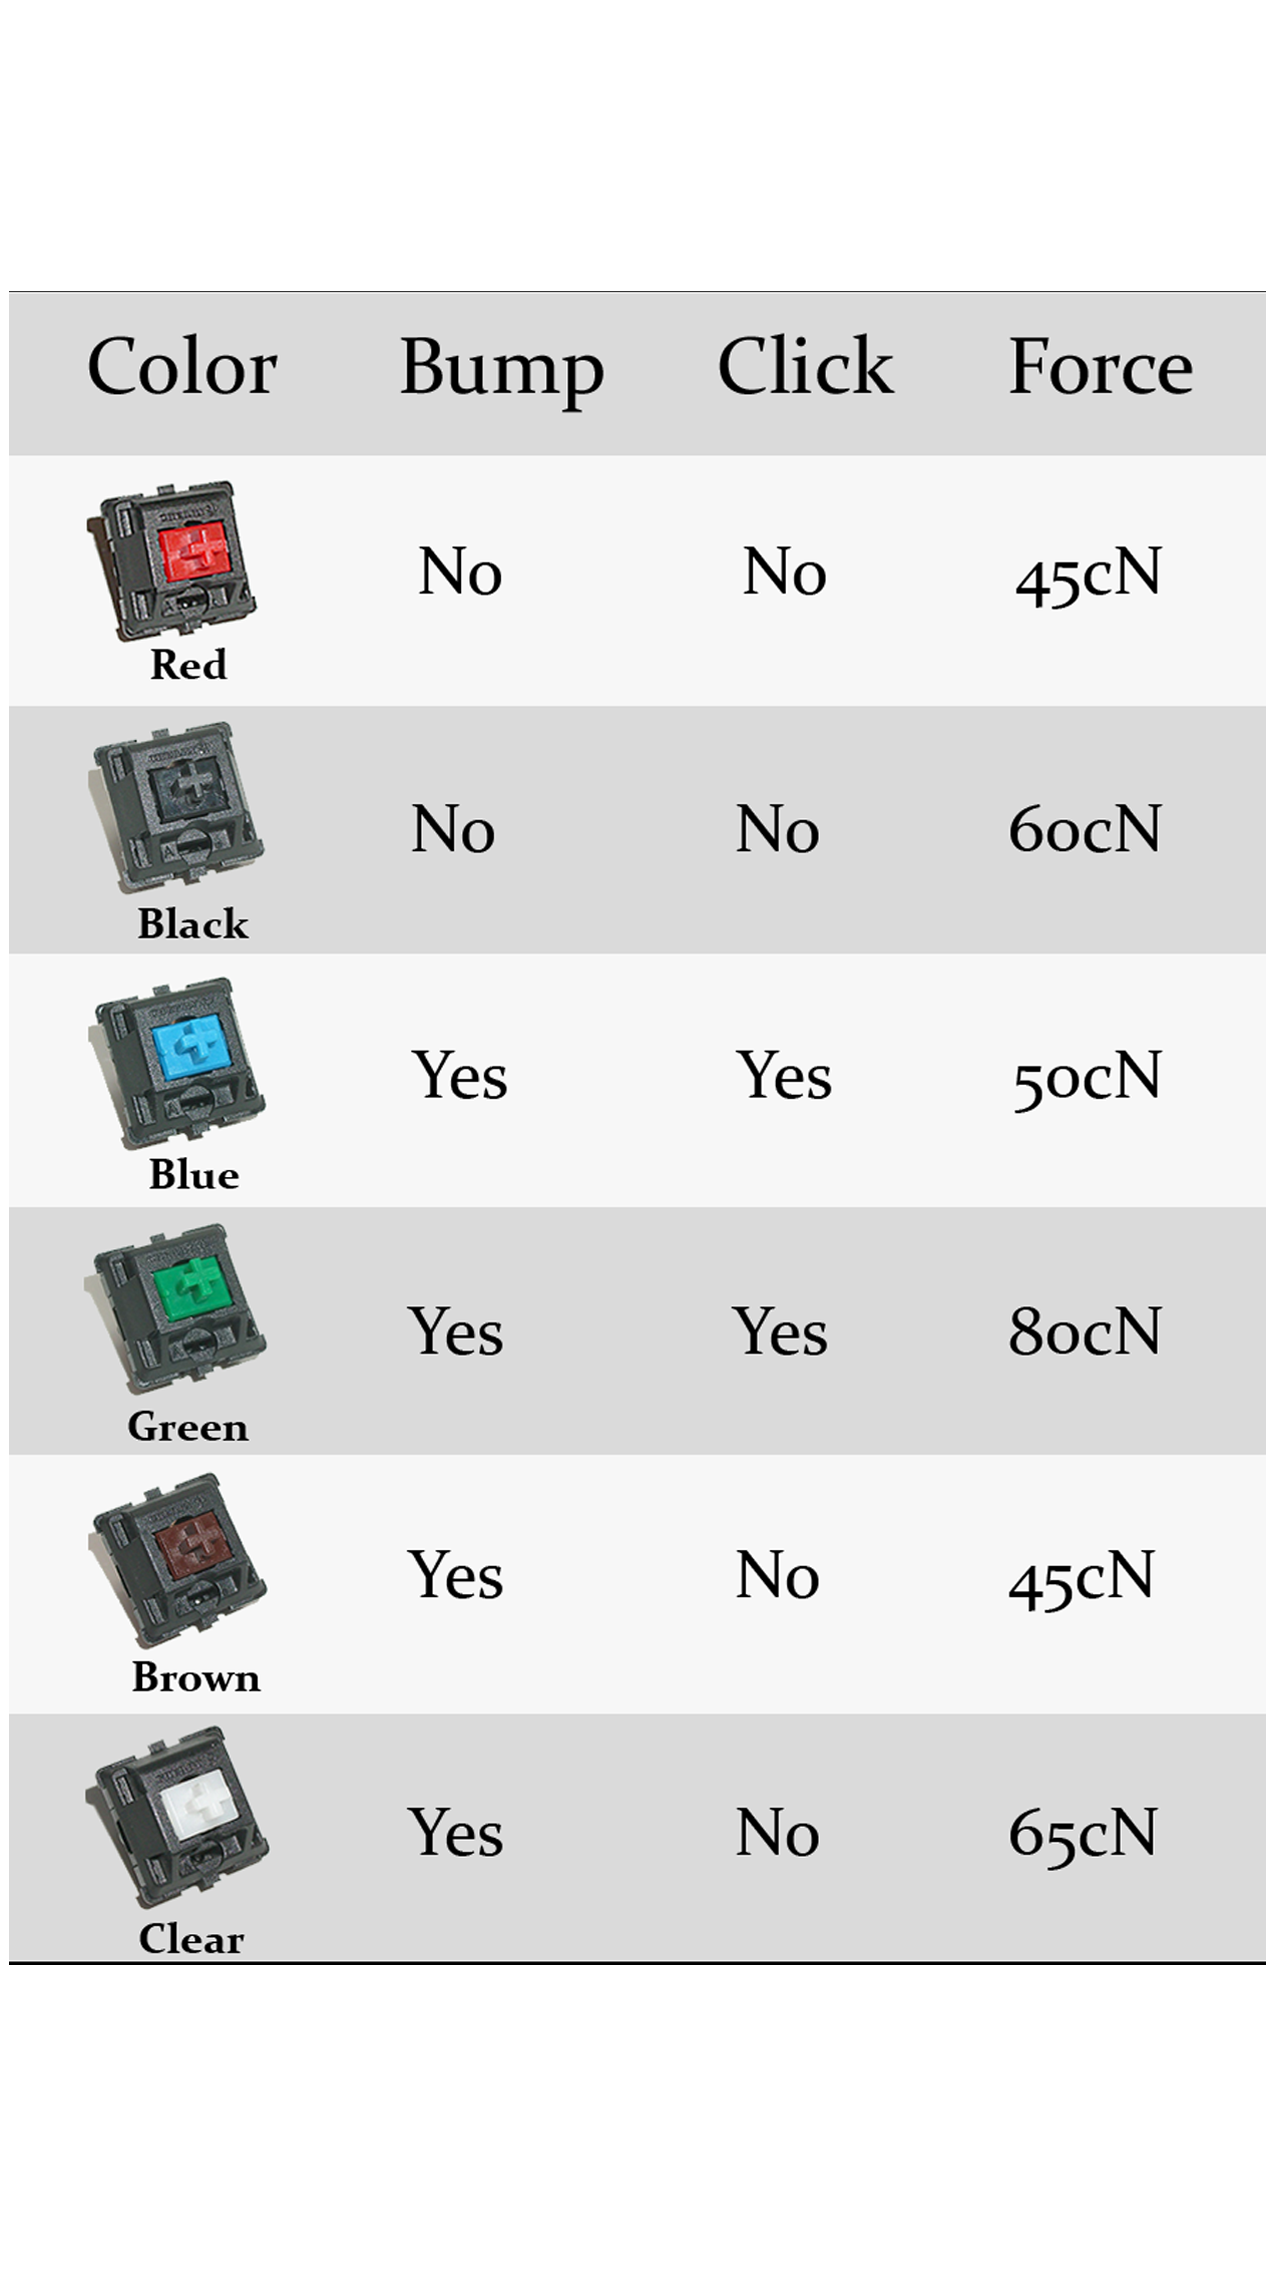 Color Bump Click Force
No No 45cN
Red
No No 60cN
Black
Yes Yes 50cN
Blue
Yes Yes 80cN
Green
Yes No 45cN
Brown
Yes No 65cN
Clear